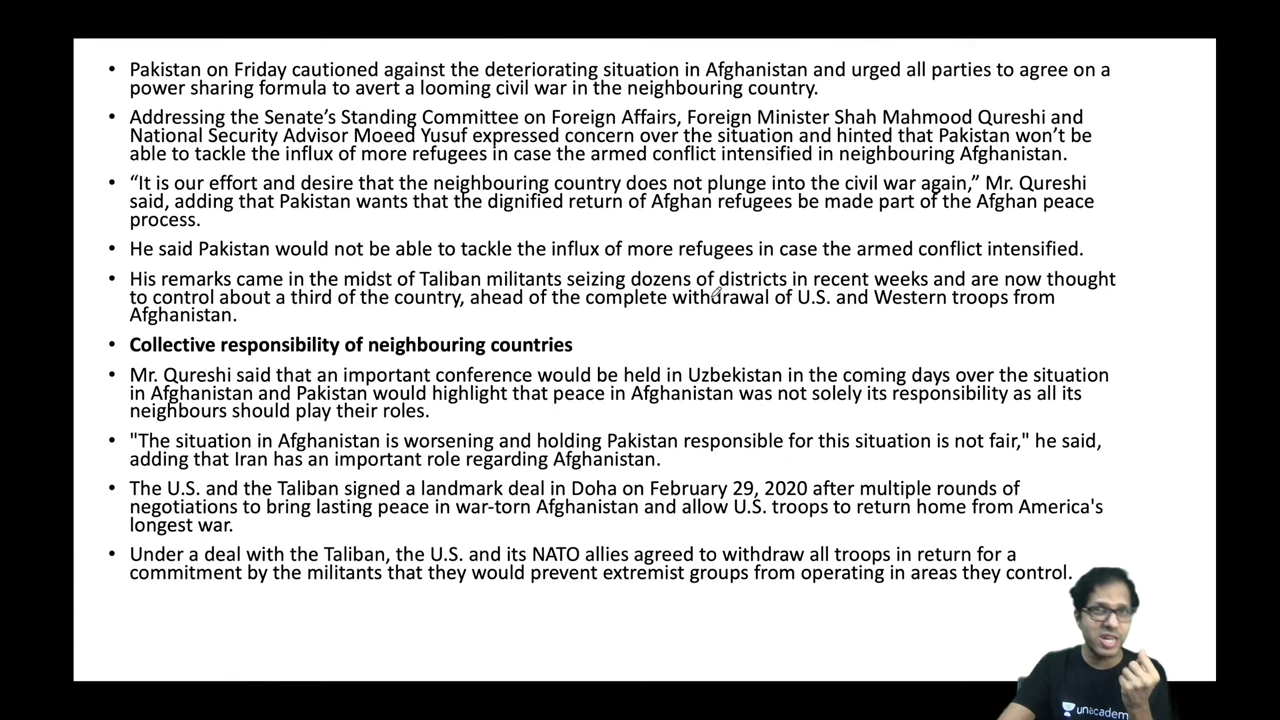 • Pakistan on Friday cautioned against the deteriorating situation in Afghanistan and urged all parties to agree on a
power sharing formula to avert a looming civil war in the neighbouring country.
• Addressing the Senate’s Standing Committee on Foreign Affairs, Foreign Minister Shah Mahmood Qureshi and
National Security Advisor Moeed Yusuf expressed concern over the situation and hinted that Pakistan won’t be
able to tackle the influx of more refugees in case the armed conflict intensified in neighbouring Afghanistan.
• “It is our effort and desire that the neighbouring country does not plunge into the civil war again,” Mr. Qureshi
said, adding that Pakistan wants that the dignified return of Afghan refugees be made part of the Afghan peace
process.
• He said Pakistan would not be able to tackle the influx of more refugees in case the armed conflict intensified.
• His remarks came in the midst of Taliban militants seizing dozens of districts in recent weeks and are now thought
to control about a third of the country, ahead of the complete withdrawal of U.S. and Western troops from
Afghanistan.
• Collective responsibility of neighbouring countries
• Mr. Qureshi said that an important conference would be held in Uzbekistan in the coming days over the situation
in Afghanistan and Pakistan would highlight that peace in Afghanistan was not solely its responsibility as all its
neighbours should play their roles.
• "The situation in Afghanistan is worsening and holding Pakistan responsible for this situation is not fair," he said,
adding that Iran has an important role regarding Afghanistan.
• The U.S. and the Taliban signed a landmark deal in Doha on February 29, 2020 after multiple rounds of
negotiations to bring lasting peace in war-torn Afghanistan and allow U.S. troops to return home from America's
longest war.
• Under a deal with the Taliban, the U.S. and its NATO allies agreed to withdraw all troops in return for a
commitment by the militants that they would prevent extremist groups from operating in areas they control.
unacadem